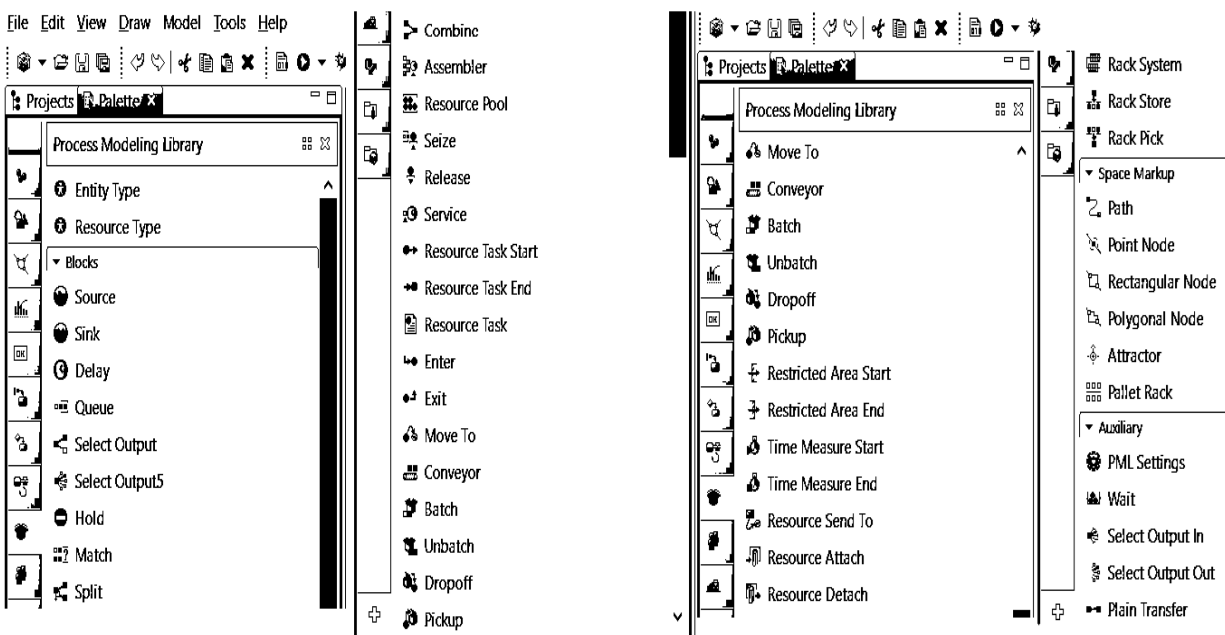 File Edit View Draw Model Tools Help
Projects Palette
Process Modeling Library
Entity Type
Resource Type
Blocks
Source
Sink
Delay
Queue
Select Output
Select Output5
Hold
Match
Split
Combine
Assembler
Resource Pool
Seize
Release
Service
Resource Task Start
Resource Task End
Resource Task
Enter
Exit
Move To
Conveyor
Batch
Unbatch
Dropoff
Pickup
Projects Palette
Process Modeling Library
Move To
Conveyor
Batch
Unbatch
Dropoff
Pickup
Restricted Area Start
Restricted Area End
Time Measure Start
Time Measure End
Resource Send To
Resource Attach
Resource Detach
Rack System
Rack Store
Rack Pick
Space Markup
Path
Point Node
Rectangular Node
Polygonal Node
Attractor
Pallet Rack
Auxiliary
PML Settings
Wait
Select Output In
Select Output Out
Plain Transfer